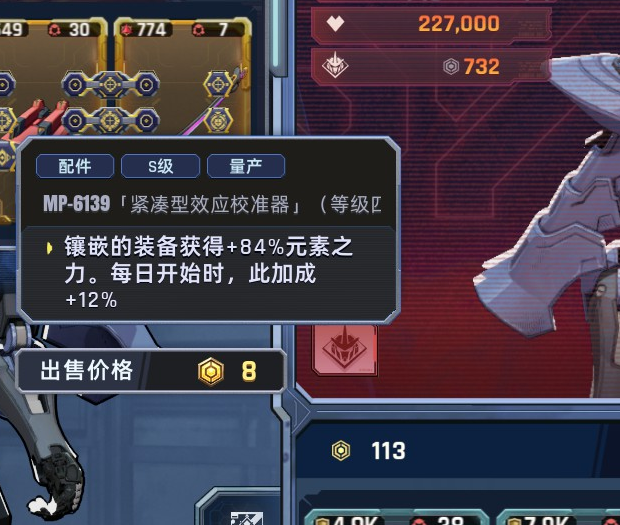 30
774
7
227,000
732
配件
S级
量产
MP-6139「紧凑型效应校准器」（等级
镶嵌的装备获得+84%元素之
力。每日开始时，此加成
+12%
出售价格
8
113